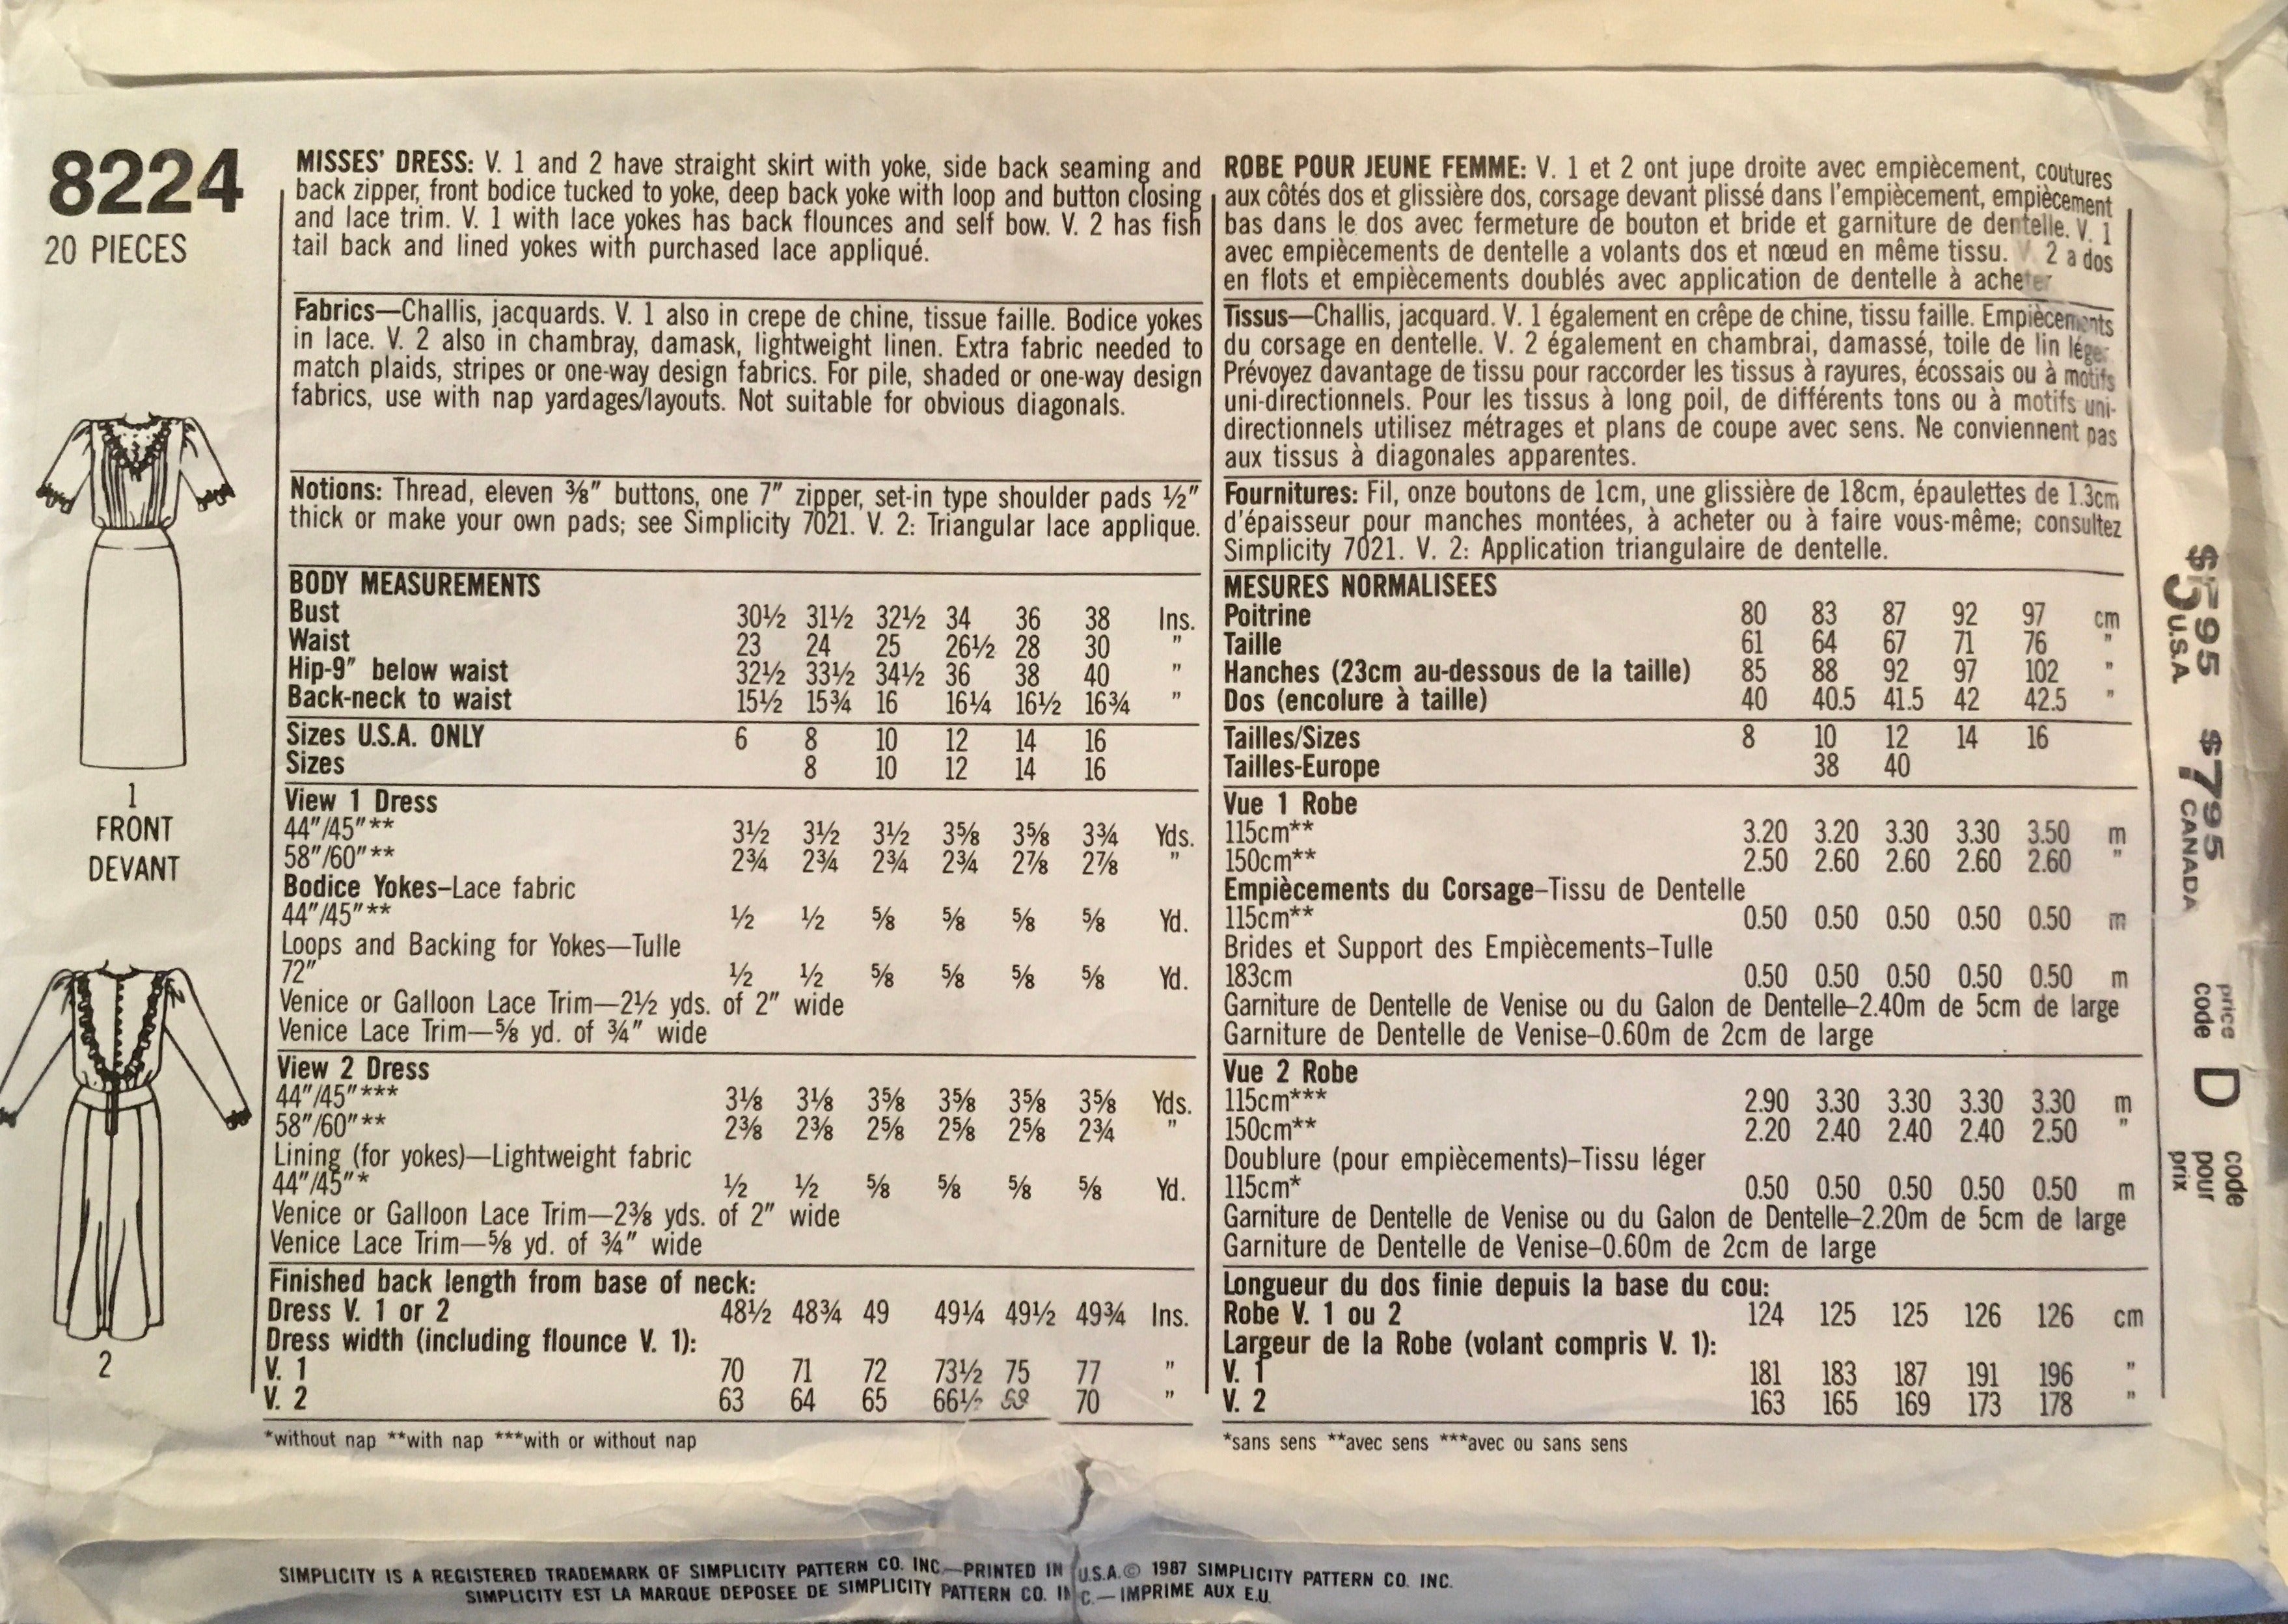 8224
20 PIECES
MISSES' DRESS: V. 1 and 2 have straight skirt with yoke, side back seaming and
back zipper, front bodice tucked to yoke, deep back yoke with loop and button closing
and lace trim. V. 1 with lace yokes has back flounces and self bow. V. 2 has fish
tail back and lined yokes with purchased lace appliqué.
Fabrics—Challis, jacquards. V. 1 also in crepe de chine, tissue faille. Bodice yokes
in lace. V. 2 also in chambray, damask, lightweight linen. Extra fabric needed to
match plaids, stripes or one-way design fabrics. For pile, shaded or one-way design
fabrics, use with nap yardages/layouts. Not suitable for obvious diagonals.
Notions: Thread, eleven ⅜" buttons, one 7" zipper, set-in type shoulder pads ½"
thick or make your own pads; see Simplicity 7021. V. 2: Triangular lace applique.
BODY MEASUREMENTS
Bust 30½ 31½ 32½ 34 36 38 Ins.
Waist 23 24 25 26½ 28 30 "
Hip-9" below waist 32½ 33½ 34½ 36 38 40 "
Back-neck to waist 15½ 15¾ 16 16¼ 16½ 16¾ "
Sizes U.S.A. ONLY 6 8 10 12 14 16
Sizes 8 10 12 14 16
View 1 Dress
44"/45"** 3½ 3½ 3½ 3⅝ 3⅝ 3¾ Yds.
58"/60"** 2¾ 2¾ 2¾ 2¾ 2⅞ 2⅞ "
Bodice Yokes–Lace fabric
44"/45"** ½ ½ ⅝ ⅝ ⅝ ⅝ Yd.
Loops and Backing for Yokes—Tulle
72" ½ ½ ⅝ ⅝ ⅝ ⅝ Yd.
Venice or Galloon Lace Trim—2½ yds. of 2" wide
Venice Lace Trim—⅝ yd. of ¾" wide
View 2 Dress
44"/45"*** 3⅛ 3⅛ 3⅝ 3⅝ 3⅝ 3⅝ Yds.
58"/60"** 2⅜ 2⅜ 2⅝ 2⅝ 2⅝ 2¾ "
Lining (for yokes)—Lightweight fabric
44"/45"* ½ ½ ⅝ ⅝ ⅝ ⅝ Yd.
Venice or Galloon Lace Trim—2⅜ yds. of 2" wide
Venice Lace Trim—⅝ yd. of ¾" wide
Finished back length from base of neck:
Dress V. 1 or 2 48½ 48¾ 49 49¼ 49½ 49¾ Ins.
Dress width (including flounce V. 1):
V. 1 70 71 72 73½ 75 77 "
V. 2 63 64 65 66½ 68 70 "
*without nap **with nap ***with or without nap
ROBE POUR JEUNE FEMME: V. 1 et 2 ont jupe droite avec empiècement, coutures
aux côtés dos et glissière dos, corsage devant plissé dans l'empiècement, empiècement
bas dans le dos avec fermeture de bouton et bride et garniture de dentelle. V. 1
avec empiècements de dentelle a volants dos et nœud en même tissu. V. 2 a dos
en flots et empiècements doublés avec application de dentelle à acheter
Tissus—Challis, jacquard. V. 1 également en crêpe de chine, tissu faille. Empiècements
du corsage en dentelle. V. 2 également en chambrai, damassé, toile de lin lége
Prévoyez davantage de tissu pour raccorder les tissus à rayures, écossais ou à motifs
uni-directionnels. Pour les tissus à long poil, de différents tons ou à motifs uni-
directionnels utilisez métrages et plans de coupe avec sens. Ne conviennent pas
aux tissus à diagonales apparentes.
Fournitures: Fil, onze boutons de 1cm, une glissière de 18cm, épaulettes de 1.3cm
d'épaisseur pour manches montées, à acheter ou à faire vous-même; consultez
Simplicity 7021. V. 2: Application triangulaire de dentelle.
MESURES NORMALISEES
Poitrine 80 83 87 92 97 cm
Taille 61 64 67 71 76 "
Hanches (23cm au-dessous de la taille) 85 88 92 97 102 "
Dos (encolure à taille) 40 40.5 41.5 42 42.5 "
Tailles/Sizes 8 10 12 14 16
Tailles-Europe 38 40
Vue 1 Robe
115cm** 3.20 3.20 3.30 3.30 3.50 m
150cm** 2.50 2.60 2.60 2.60 2.60 "
Empiècements du Corsage–Tissu de Dentelle
115cm** 0.50 0.50 0.50 0.50 0.50 m
Brides et Support des Empiècements–Tulle
183cm 0.50 0.50 0.50 0.50 0.50 m
Garniture de Dentelle de Venise ou du Galon de Dentelle–2.40m de 5cm de large
Garniture de Dentelle de Venise–0.60m de 2cm de large
Vue 2 Robe
115cm*** 2.90 3.30 3.30 3.30 3.30 m
150cm** 2.20 2.40 2.40 2.40 2.50 "
Doublure (pour empiècements)–Tissu léger
115cm* 0.50 0.50 0.50 0.50 0.50 m
Garniture de Dentelle de Venise ou du Galon de Dentelle–2.20m de 5cm de large
Garniture de Dentelle de Venise–0.60m de 2cm de large
Longueur du dos finie depuis la base du cou:
Robe V. 1 ou 2 124 125 125 126 126 cm
Largeur de la Robe (volant compris V. 1):
V. 1 181 183 187 191 196 "
V. 2 163 165 169 173 178 "
*sans sens **avec sens ***avec ou sans sens
1
FRONT
DEVANT
2
$5.95 U.S.A. $7.95 CANADA
price code D code pour prix
SIMPLICITY IS A REGISTERED TRADEMARK OF SIMPLICITY PATTERN CO. INC.—PRINTED IN U.S.A.© 1987 SIMPLICITY PATTERN CO. INC.
SIMPLICITY EST LA MARQUE DEPOSEE DE SIMPLICITY PATTERN CO. INC.—IMPRIME AUX E.U.